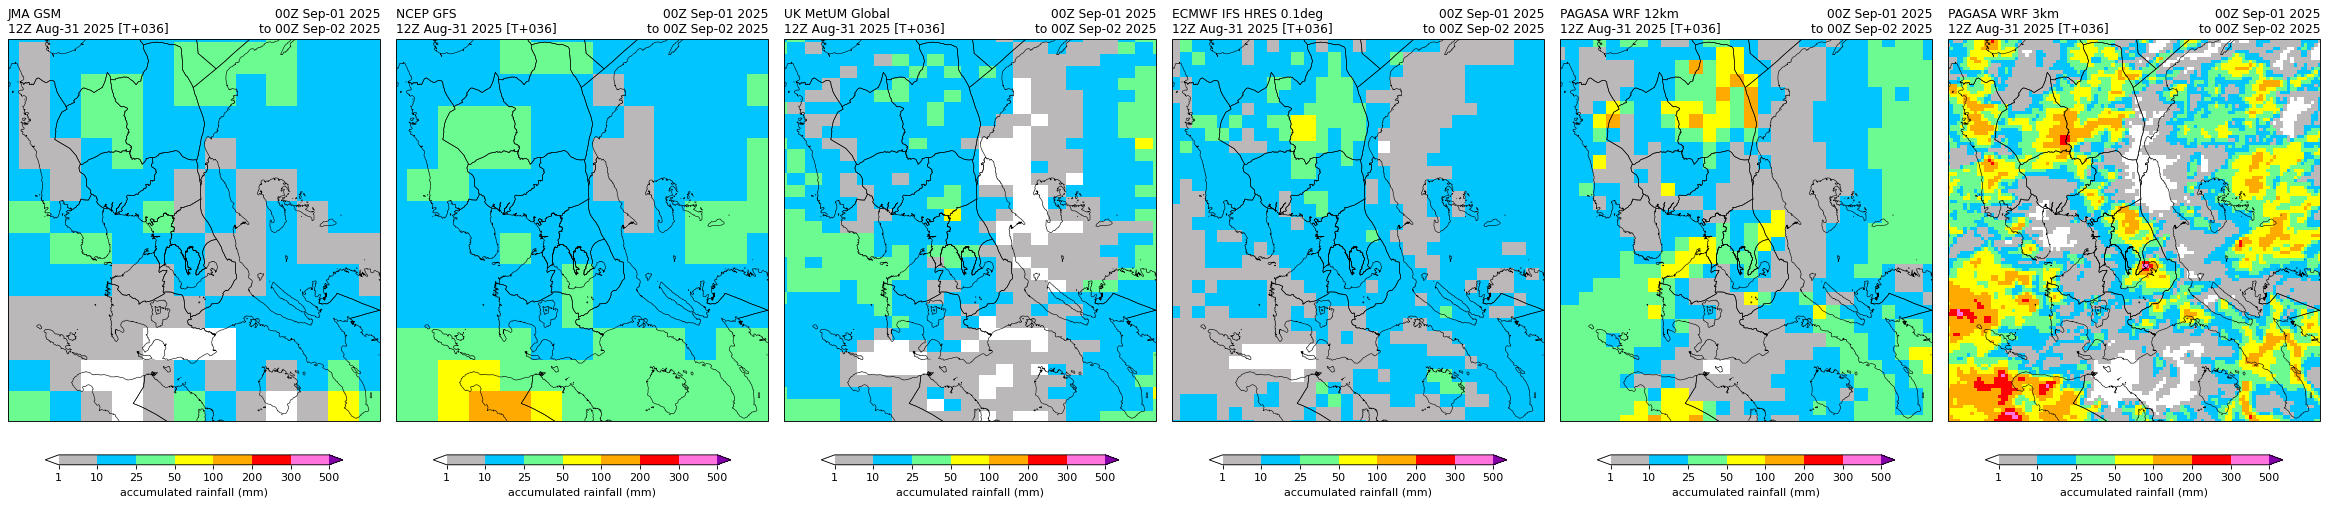 JMA GSM 00Z Sep-01 2025
12Z Aug-31 2025 [T+036] to 00Z Sep-02 2025
1 10 25 50 100 200 300 500
accumulated rainfall (mm)
NCEP GFS 00Z Sep-01 2025
12Z Aug-31 2025 [T+036] to 00Z Sep-02 2025
1 10 25 50 100 200 300 500
accumulated rainfall (mm)
UK MetUM Global 00Z Sep-01 2025
12Z Aug-31 2025 [T+036] to 00Z Sep-02 2025
1 10 25 50 100 200 300 500
accumulated rainfall (mm)
ECMWF IFS HRES 0.1deg 00Z Sep-01 2025
12Z Aug-31 2025 [T+036] to 00Z Sep-02 2025
1 10 25 50 100 200 300 500
accumulated rainfall (mm)
PAGASA WRF 12km 00Z Sep-01 2025
12Z Aug-31 2025 [T+036] to 00Z Sep-02 2025
1 10 25 50 100 200 300 500
accumulated rainfall (mm)
PAGASA WRF 3km 00Z Sep-01 2025
12Z Aug-31 2025 [T+036] to 00Z Sep-02 2025
1 10 25 50 100 200 300 500
accumulated rainfall (mm)